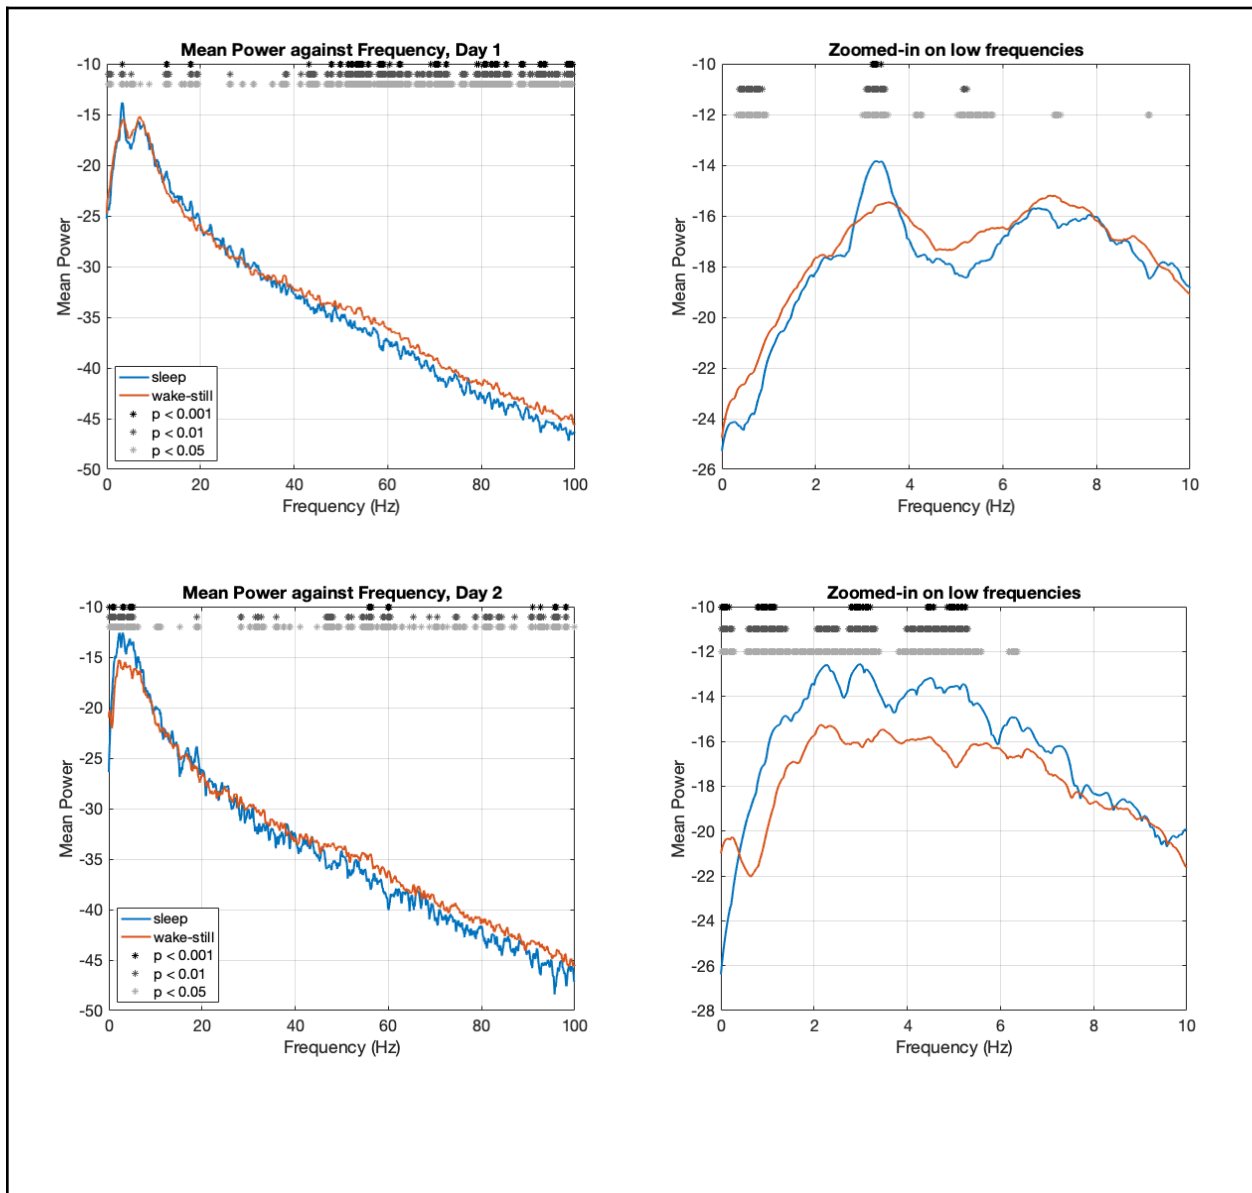 Mean Power against Frequency, Day 1
-10
-15
-20
-25
-30
-35
-40
-45
-50
Mean Power
sleep
wake-still
* p < 0.001
* p < 0.01
* p < 0.05
0 20 40 60 80 100
Frequency (Hz)
Zoomed-in on low frequencies
-10
-12
-14
-16
-18
-20
-22
-24
-26
Mean Power
0 2 4 6 8 10
Frequency (Hz)
Mean Power against Frequency, Day 2
-10
-15
-20
-25
-30
-35
-40
-45
-50
Mean Power
sleep
wake-still
* p < 0.001
* p < 0.01
* p < 0.05
0 20 40 60 80 100
Frequency (Hz)
Zoomed-in on low frequencies
-10
-12
-14
-16
-18
-20
-22
-24
-26
-28
Mean Power
0 2 4 6 8 10
Frequency (Hz)